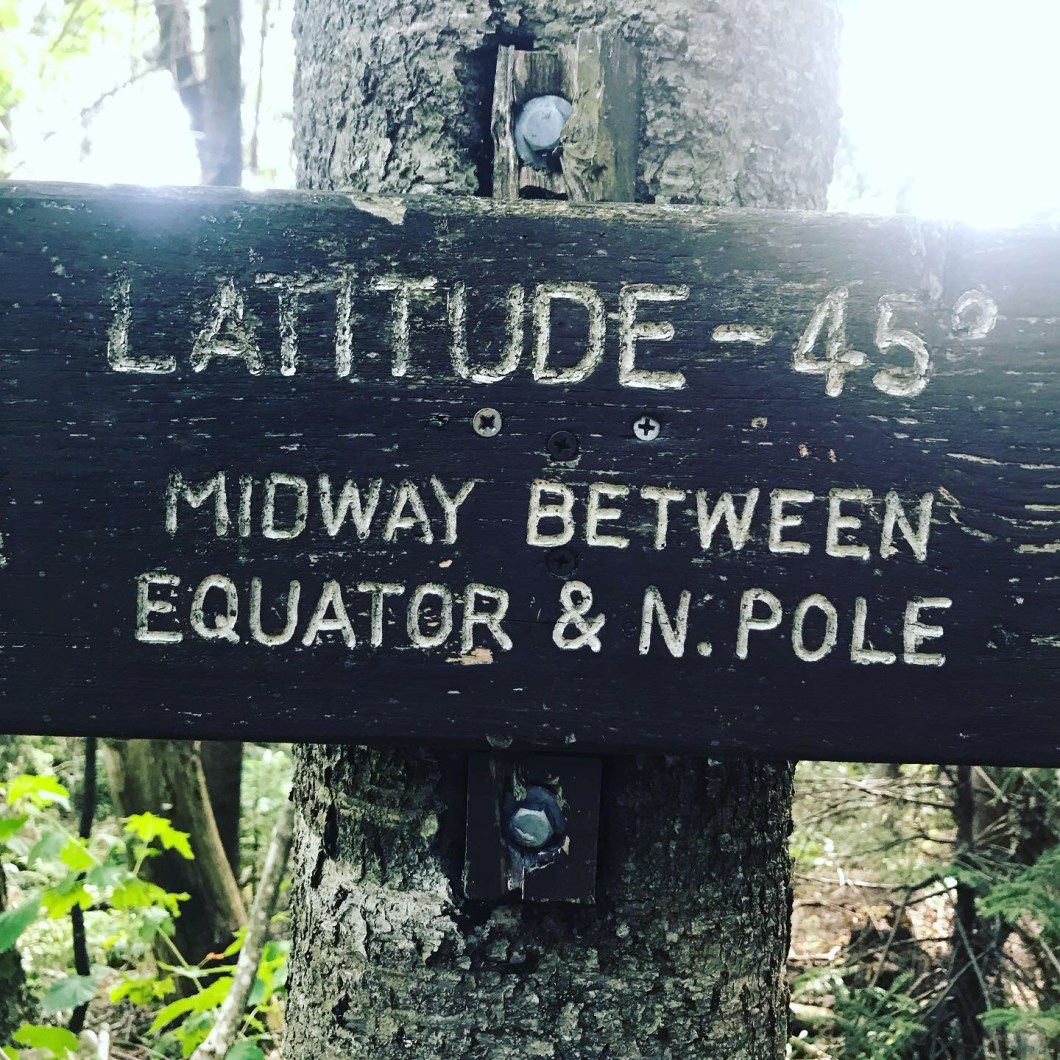 LATITUDE - 45°
MIDWAY BETWEEN
EQUATOR & N. POLE